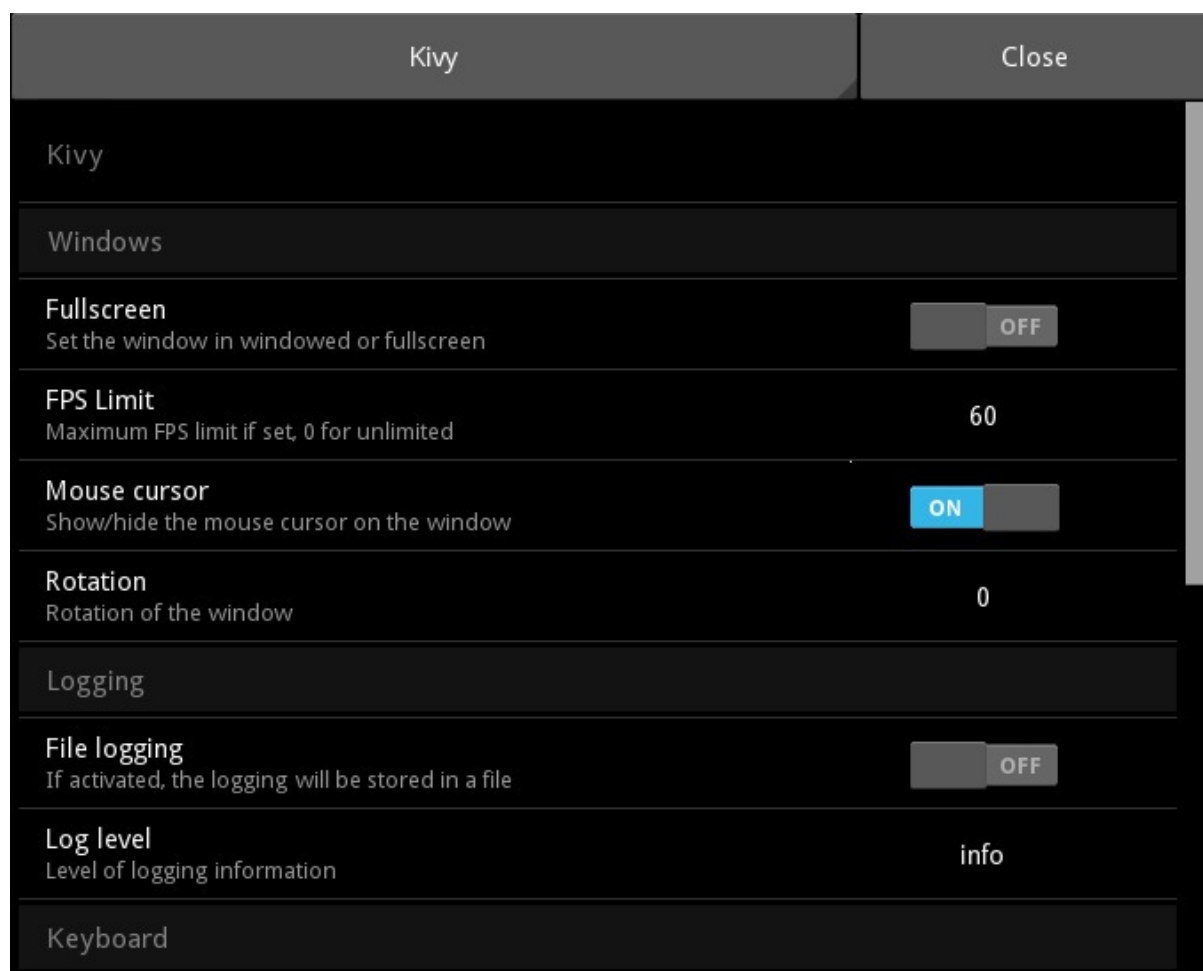 Kivy
Close
Kivy
Windows
Fullscreen
Set the window in windowed or fullscreen
OFF
FPS Limit
Maximum FPS limit if set, 0 for unlimited
60
Mouse cursor
Show/hide the mouse cursor on the window
ON
Rotation
Rotation of the window
0
Logging
File logging
If activated, the logging will be stored in a file
OFF
Log level
Level of logging information
info
Keyboard